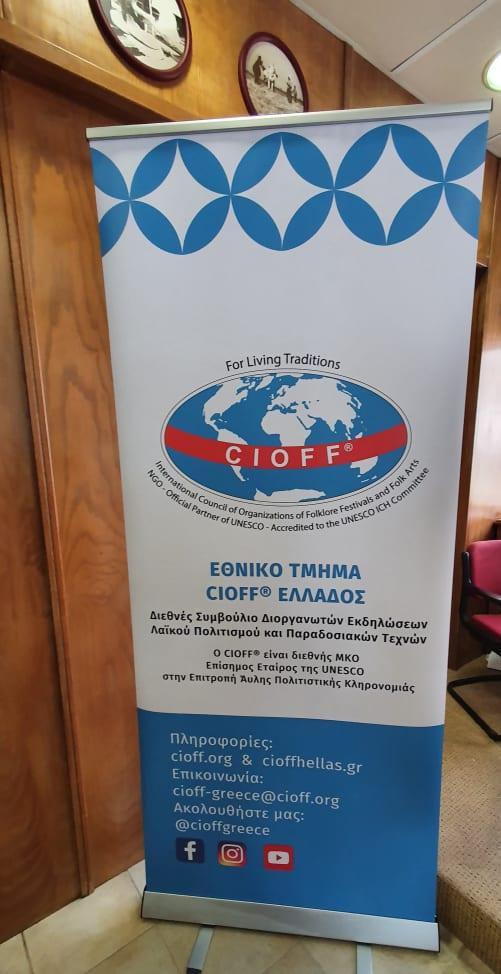 For Living Traditions
CIOFF®
International Council of Organizations of Folklore Festivals and Folk Arts
NGO - Official Partner of UNESCO - Accredited to the UNESCO ICH Committee
ΕΘΝΙΚΟ ΤΜΗΜΑ
CIOFF® ΕΛΛΑΔΟΣ
Διεθνές Συμβούλιο Διοργανωτών Εκδηλώσεων
Λαϊκού Πολιτισμού και Παραδοσιακών Τεχνών
Ο CIOFF® είναι διεθνής ΜΚΟ
Επίσημος Εταίρος της UNESCO
στην Επιτροπή Άυλης Πολιτιστικής Κληρονομιάς
Πληροφορίες:
cioff.org & cioffhellas.gr
Επικοινωνία:
cioff-greece@cioff.org
Ακολουθήστε μας:
@cioffgreece